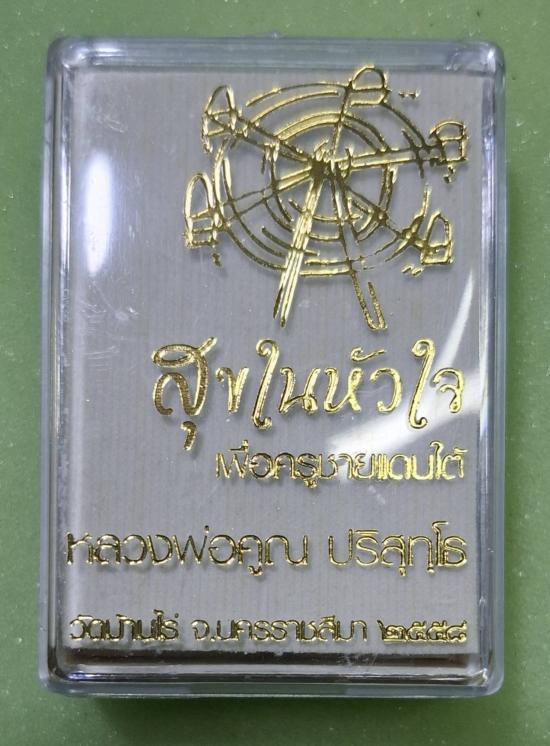 สุขในหัวใจ
เพื่อครูชายแดนใต้
หลวงพ่อคูณ ปริสุทฺโธ
วัดบ้านไร่ จ.นครราชสีมา ๒๕๕๘